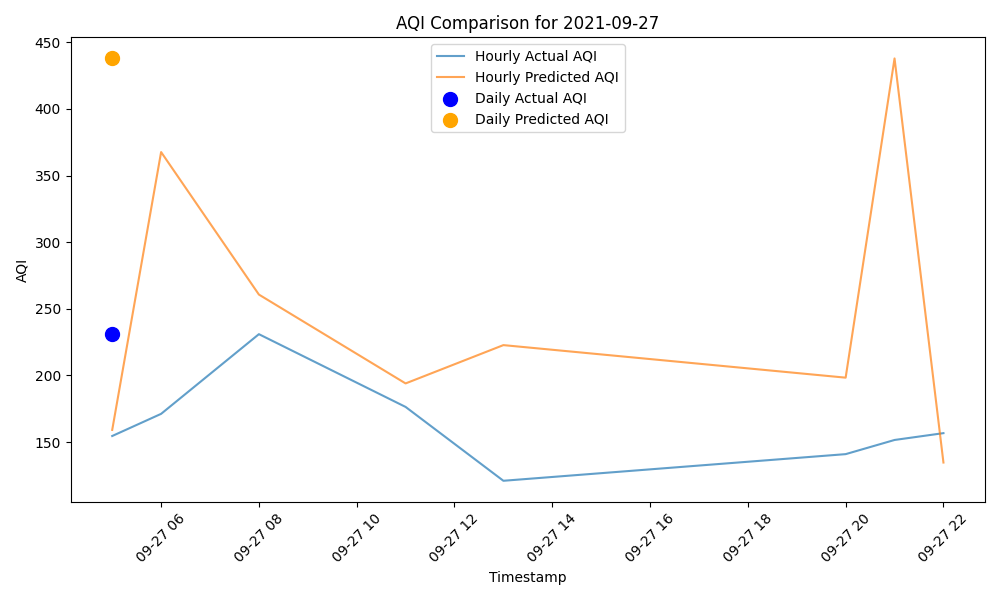 AQI Comparison for 2021-09-27
Hourly Actual AQI
Hourly Predicted AQI
Daily Actual AQI
Daily Predicted AQI
AQI
450
400
350
300
250
200
150
09-27 06
09-27 08
09-27 10
09-27 12
09-27 14
09-27 16
09-27 18
09-27 20
09-27 22
Timestamp